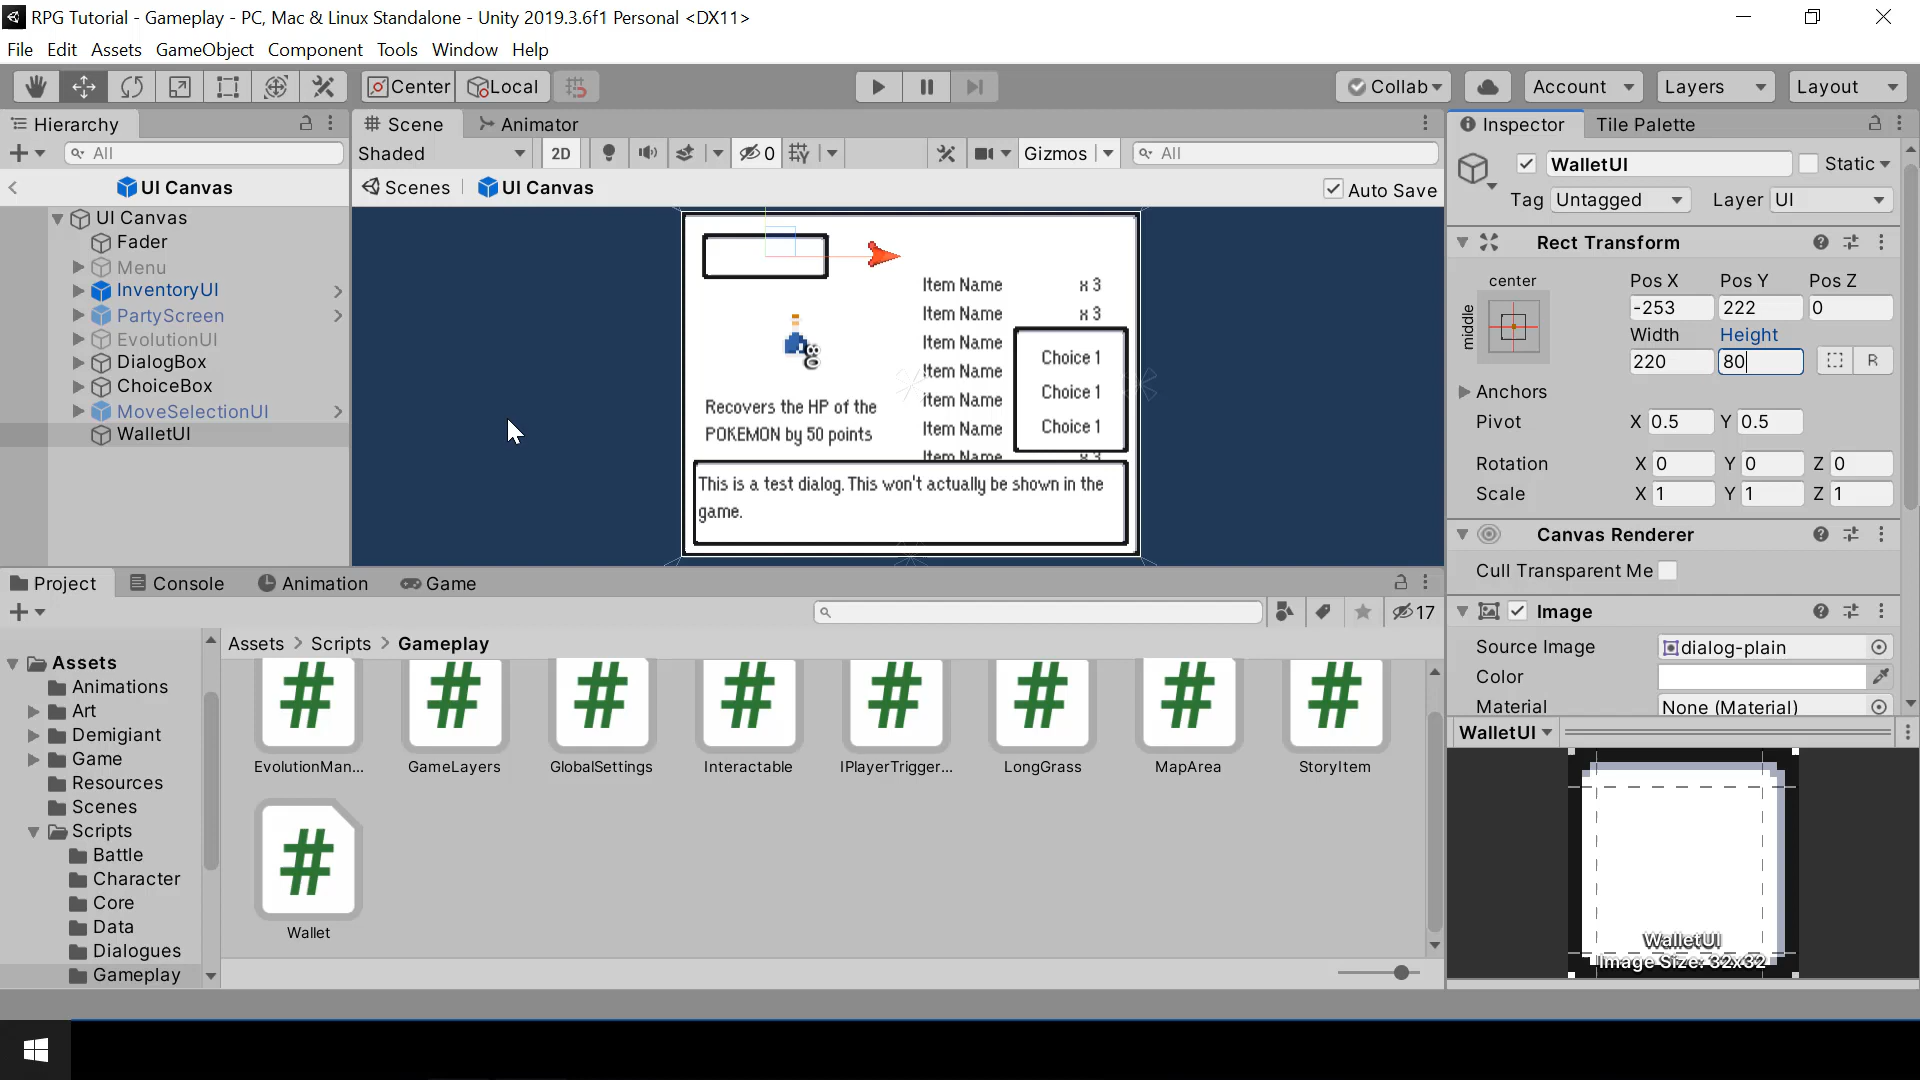 RPG Tutorial - Gameplay - PC, Mac & Linux Standalone - Unity 2019.3.6f1 Personal <DX11>
File Edit Assets GameObject Component Tools Window Help
Center Local Collab Account Layers Layout
Hierarchy
All
UI Canvas
UI Canvas
Fader
Menu
InventoryUI
PartyScreen
EvolutionUI
DialogBox
ChoiceBox
MoveSelectionUI
WalletUI
Scene Animator
Shaded 2D 0 Gizmos All
Scenes UI Canvas Auto Save
Item Name x 3
Item Name x 3
Item Name
Item Name
Item Name
Item Name
Item Name x 3
Choice 1
Choice 1
Choice 1
Recovers the HP of the
POKEMON by 50 points
This is a test dialog. This won't actually be shown in the
game.
Inspector Tile Palette
WalletUI Static
Tag Untagged Layer UI
Rect Transform
center Pos X Pos Y Pos Z
middle -253 222 0
Width Height
220 80 R
Anchors
Pivot X 0.5 Y 0.5
Rotation X 0 Y 0 Z 0
Scale X 1 Y 1 Z 1
Canvas Renderer
Cull Transparent Me
Image
Source Image dialog-plain
Color
Material None (Material)
WalletUI
WalletUI
Image Size: 32x32
Project Console Animation Game
17
Assets
Animations
Art
Demigiant
Game
Resources
Scenes
Scripts
Battle
Character
Core
Data
Dialogues
Gameplay
Assets > Scripts > Gameplay
EvolutionMan... GameLayers GlobalSettings Interactable IPlayerTrigger... LongGrass MapArea StoryItem
Wallet